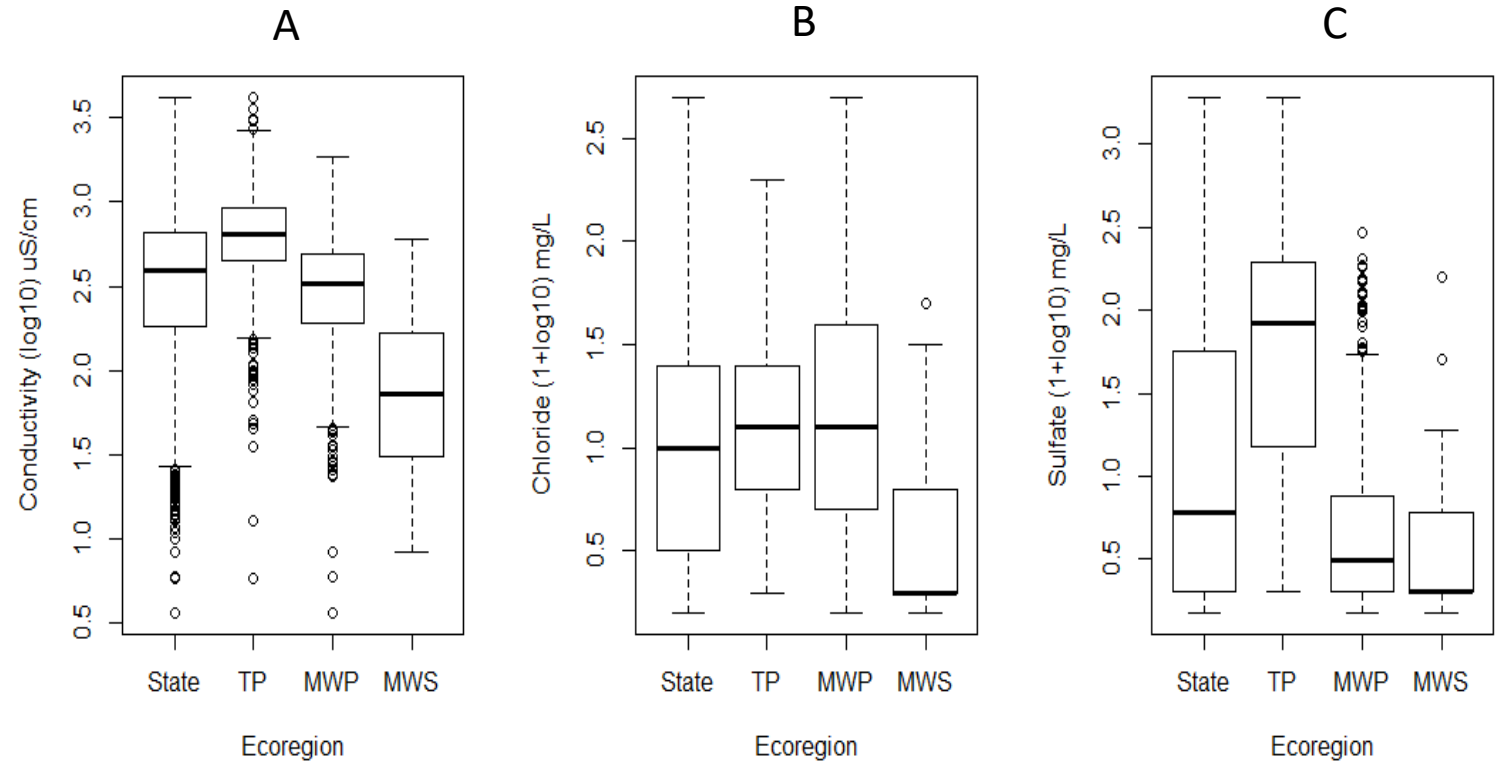 A
B
C
Conductivity (log10) uS/cm
3.5
3.0
2.5
2.0
1.5
1.0
0.5
State TP MWP MWS
Ecoregion
Chloride (1+log10) mg/L
2.5
2.0
1.5
1.0
0.5
State TP MWP MWS
Ecoregion
Sulfate (1+log10) mg/L
3.0
2.5
2.0
1.5
1.0
0.5
State TP MWP MWS
Ecoregion